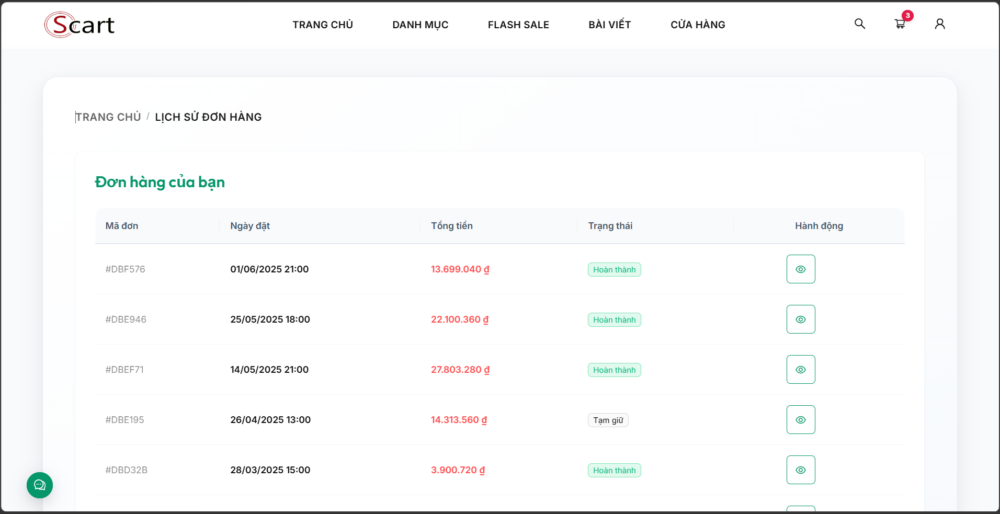 Scart
TRANG CHỦ DANH MỤC FLASH SALE BÀI VIẾT CỬA HÀNG 3
TRANG CHỦ / LỊCH SỬ ĐƠN HÀNG
Đơn hàng của bạn
Mã đơn Ngày đặt Tổng tiền Trạng thái Hành động
#DBF576 01/06/2025 21:00 13.699.040 ₫ Hoàn thành
#DBE946 25/05/2025 18:00 22.100.360 ₫ Hoàn thành
#DBEF71 14/05/2025 21:00 27.803.280 ₫ Hoàn thành
#DBE195 26/04/2025 13:00 14.313.560 ₫ Tạm giữ
#DBD32B 28/03/2025 15:00 3.900.720 ₫ Hoàn thành